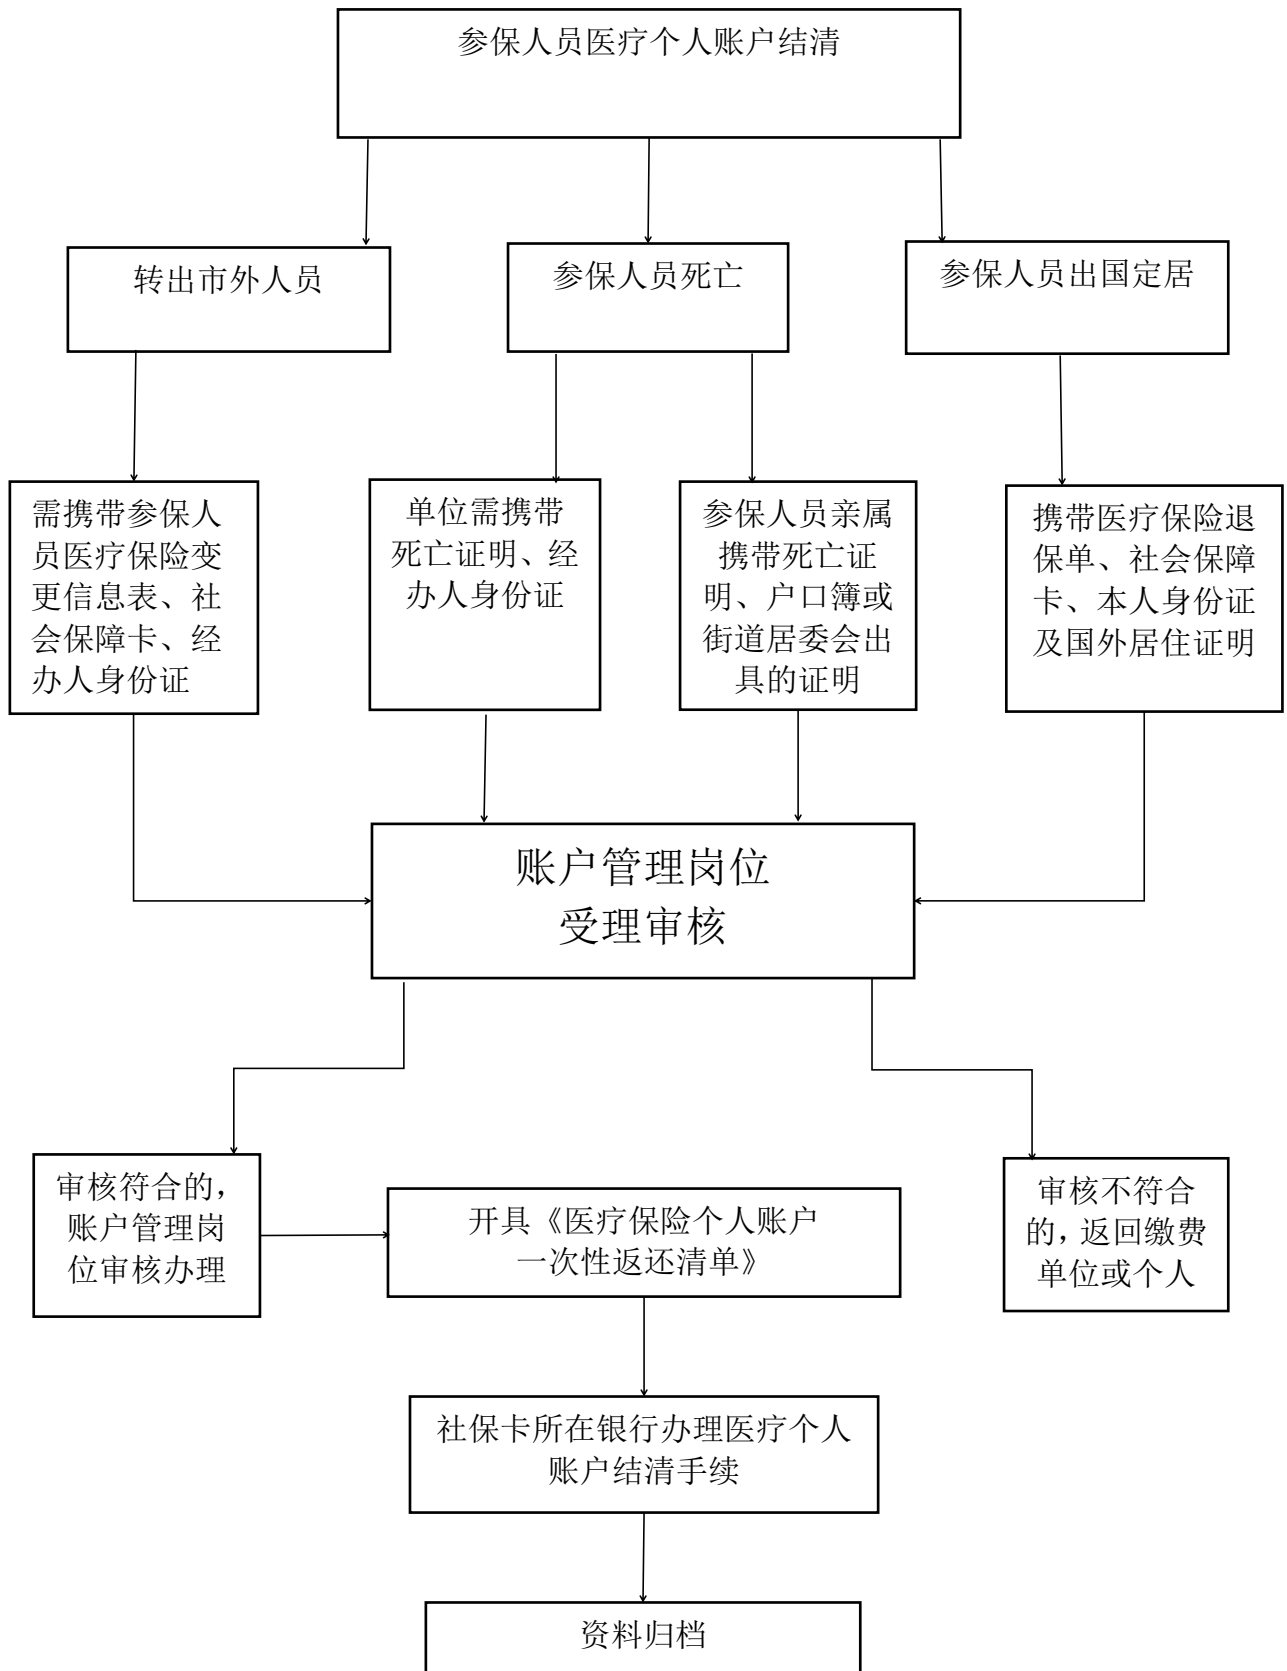 参保人员医疗个人账户结清
转出市外人员
参保人员死亡
参保人员出国定居
需携带参保人
员医疗保险变
更信息表、社
会保障卡、经
办人身份证
单位需携带
死亡证明、经
办人身份证
参保人员亲属
携带死亡证
明、户口簿或
街道居委会出
具的证明
携带医疗保险退
保单、社会保障
卡、本人身份证
及国外居住证明
账户管理岗位
受理审核
审核符合的，
账户管理岗
位审核办理
开具《医疗保险个人账户
一次性返还清单》
审核不符合
的，返回缴费
单位或个人
社保卡所在银行办理医疗个人
账户结清手续
资料归档